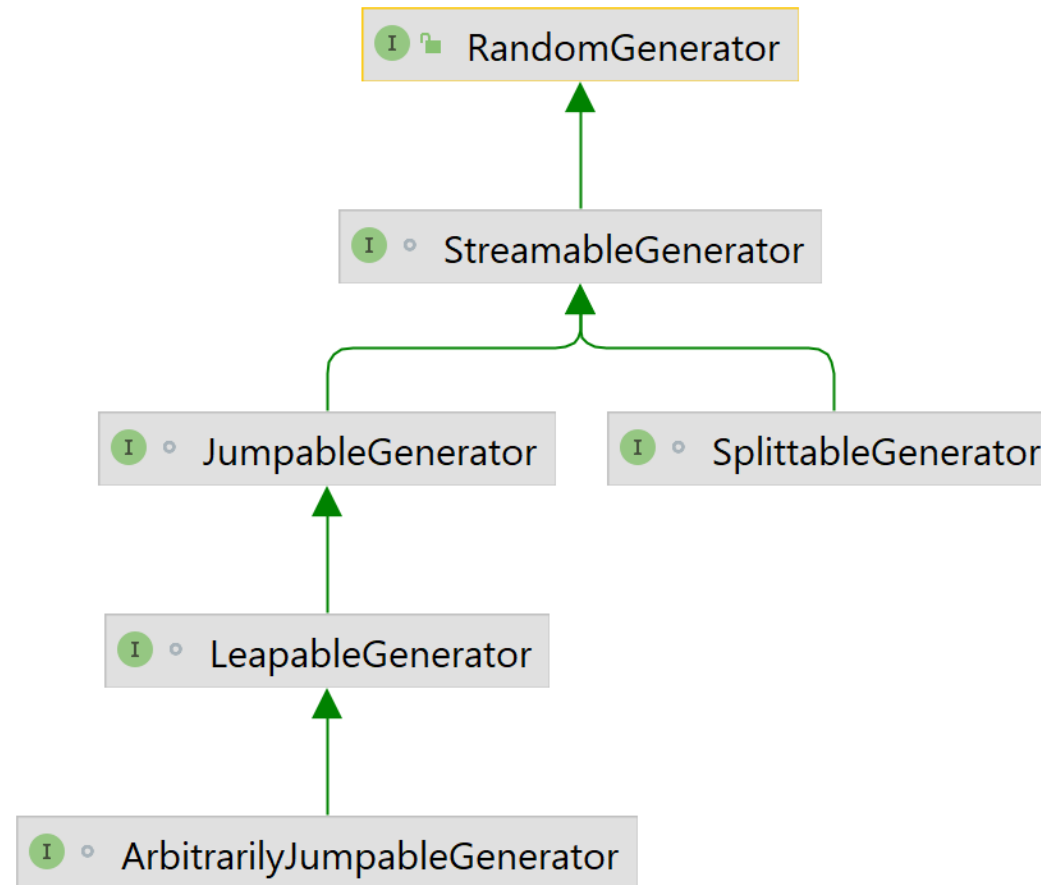 I RandomGenerator
I StreamableGenerator
I JumpableGenerator
I SplittableGenerator
I LeapableGenerator
I ArbitrarilyJumpableGenerator